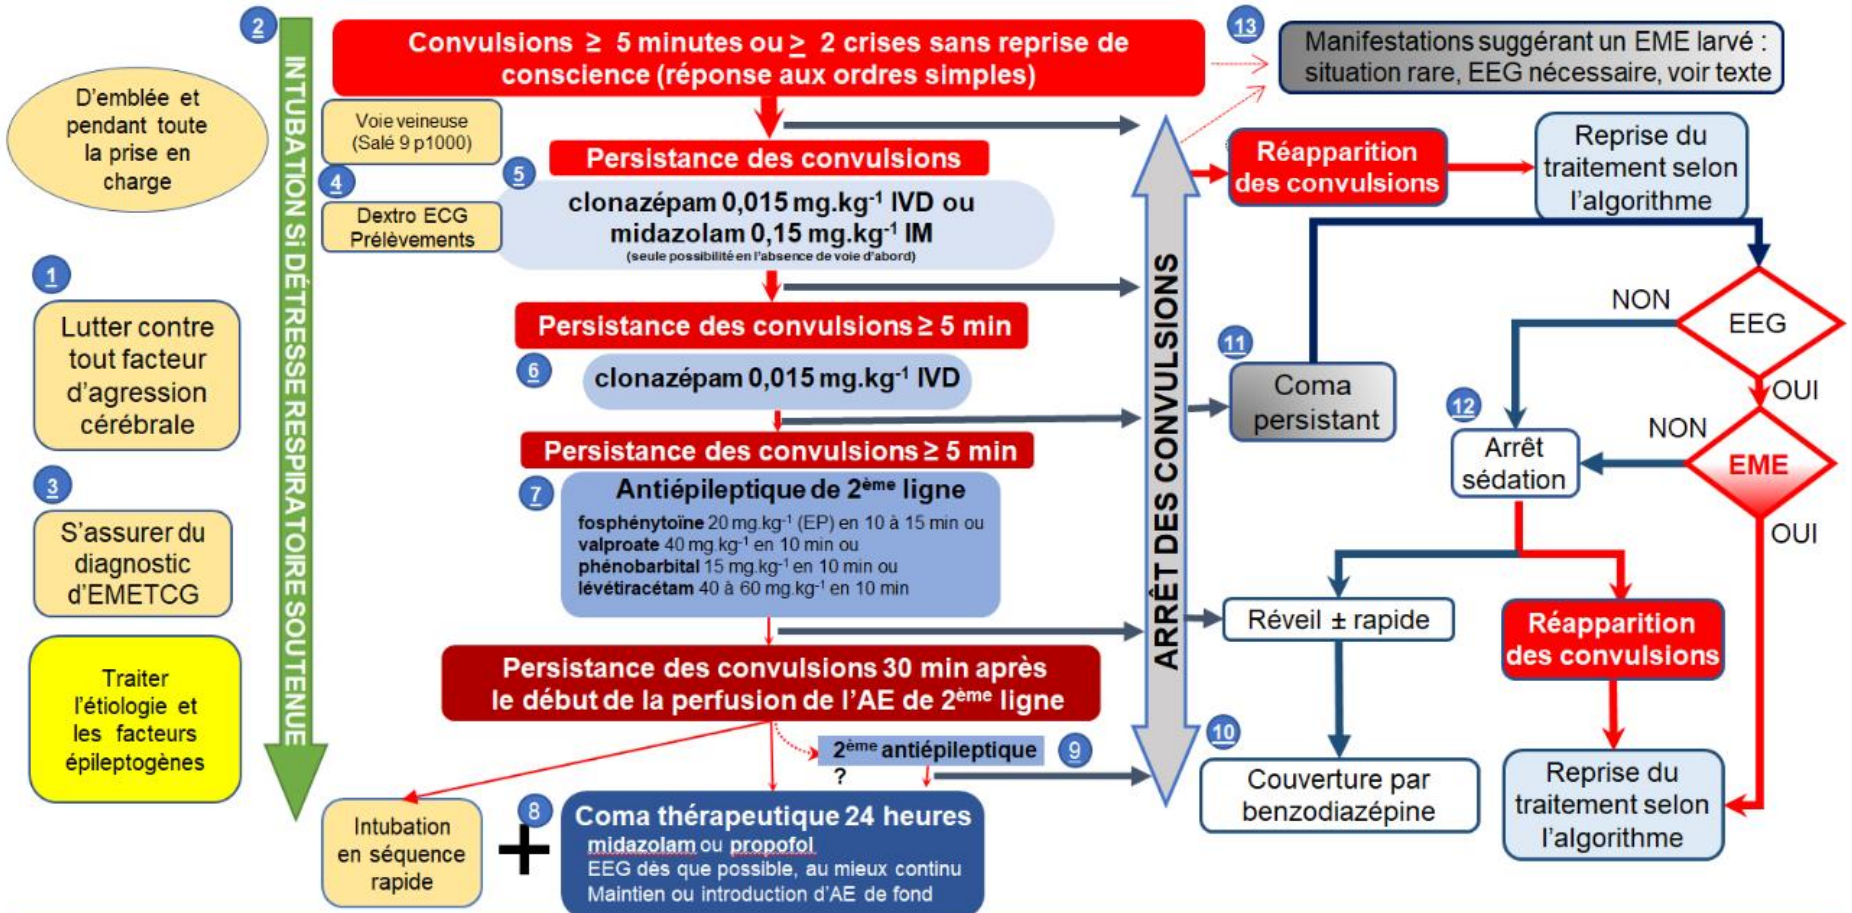 2
INTUBATION Si DÉTRESSE RESPIRATOIRE SOUTENUE
D'emblée et
pendant toute
la prise en
charge
1
Lutter contre
tout facteur
d'agression
cérébrale
3
S'assurer du
diagnostic
d'EMETCG
Traiter
l'étiologie et
les facteurs
épileptogènes
Convulsions ≥ 5 minutes ou ≥ 2 crises sans reprise de
conscience (réponse aux ordres simples)
Voie veineuse
(Salé 9 p1000)
4
Dextro ECG
Prélèvements
Persistance des convulsions
5
clonazépam 0,015 mg.kg⁻¹ IVD ou
midazolam 0,15 mg.kg⁻¹ IM
(seule possibilité en l'absence de voie d'abord)
Persistance des convulsions ≥ 5 min
6
clonazépam 0,015 mg.kg⁻¹ IVD
Persistance des convulsions ≥ 5 min
7
Antiépileptique de 2ème ligne
fosphénytoïne 20 mg.kg⁻¹ (EP) en 10 à 15 min ou
valproate 40 mg.kg⁻¹ en 10 min ou
phénobarbital 15 mg.kg⁻¹ en 10 min ou
lévétiracétam 40 à 60 mg.kg⁻¹ en 10 min
Persistance des convulsions 30 min après
le début de la perfusion de l'AE de 2ème ligne
2ème antiépileptique
?
9
Intubation
en séquence
rapide
+
8
Coma thérapeutique 24 heures
midazolam ou propofol
EEG dès que possible, au mieux continu
Maintien ou introduction d'AE de fond
ARRÊT DES CONVULSIONS
13
Manifestations suggérant un EME larvé :
situation rare, EEG nécessaire, voir texte
Réapparition
des convulsions
Reprise du
traitement selon
l'algorithme
11
Coma
persistant
EEG
NON
OUI
EME
NON
OUI
12
Arrêt
sédation
Réveil ± rapide
10
Couverture par
benzodiazépine
Réapparition
des convulsions
Reprise du
traitement selon
l'algorithme